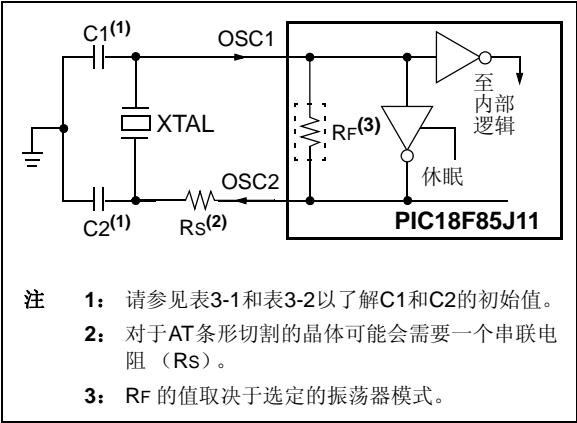 C1(1)
OSC1
至
内部
逻辑
XTAL
RF(3)
休眠
OSC2
C2(1)
RS(2)
PIC18F85J11
注 1： 请参见表3-1和表3-2以了解C1和C2的初始值。
2： 对于AT条形切割的晶体可能会需要一个串联电
阻 （RS）。
3： RF 的值取决于选定的振荡器模式。